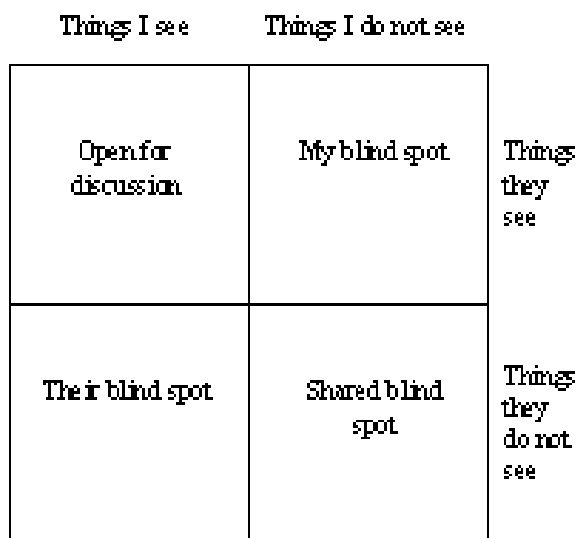 Things I see
Things I do not see
Open for
discussion
My blind spot
Things
they
see
Their blind spot
Shared blind
spot
Things
they
do not
see